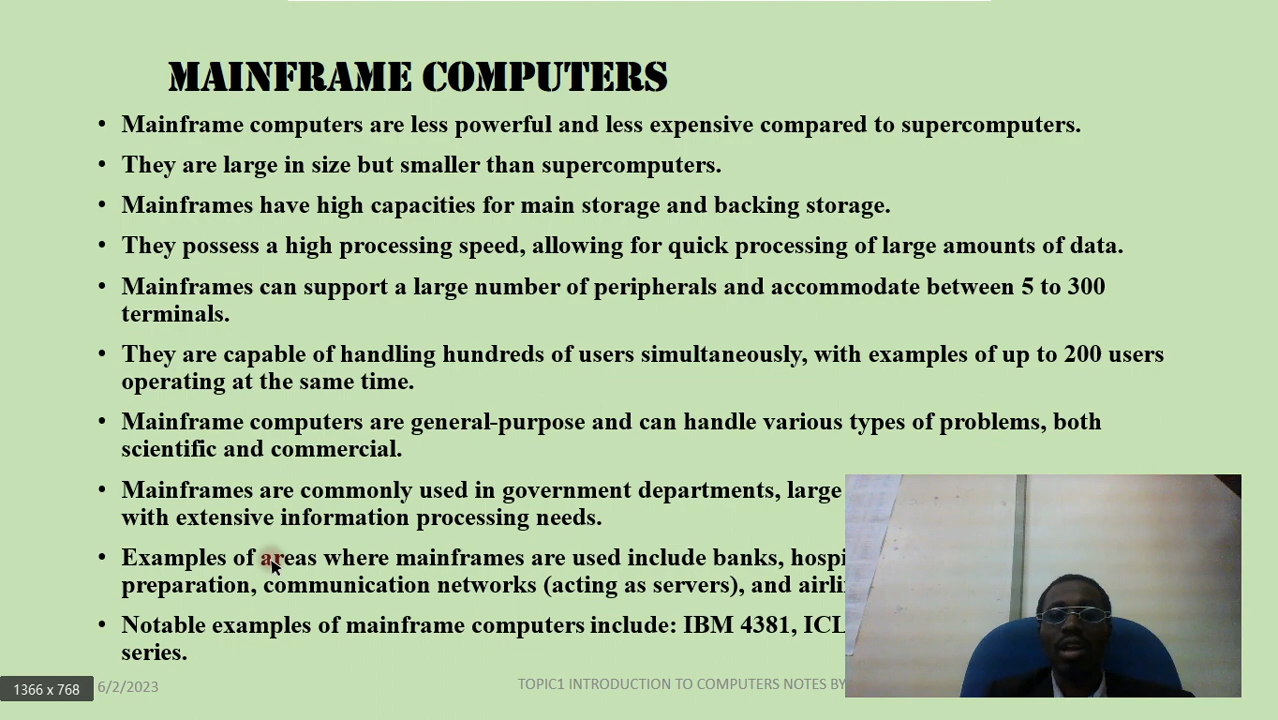 MAINFRAME COMPUTERS
• Mainframe computers are less powerful and less expensive compared to supercomputers.
• They are large in size but smaller than supercomputers.
• Mainframes have high capacities for main storage and backing storage.
• They possess a high processing speed, allowing for quick processing of large amounts of data.
• Mainframes can support a large number of peripherals and accommodate between 5 to 300
terminals.
• They are capable of handling hundreds of users simultaneously, with examples of up to 200 users
operating at the same time.
• Mainframe computers are general-purpose and can handle various types of problems, both
scientific and commercial.
• Mainframes are commonly used in government departments, large
with extensive information processing needs.
• Examples of areas where mainframes are used include banks,
preparation, communication networks (acting as servers), and
• Notable examples of mainframe computers include: IBM 4381, ICL
series.
1366 x 768
6/2/2023
TOPIC1 INTRODUCTION TO COMPUTERS NOTES BY